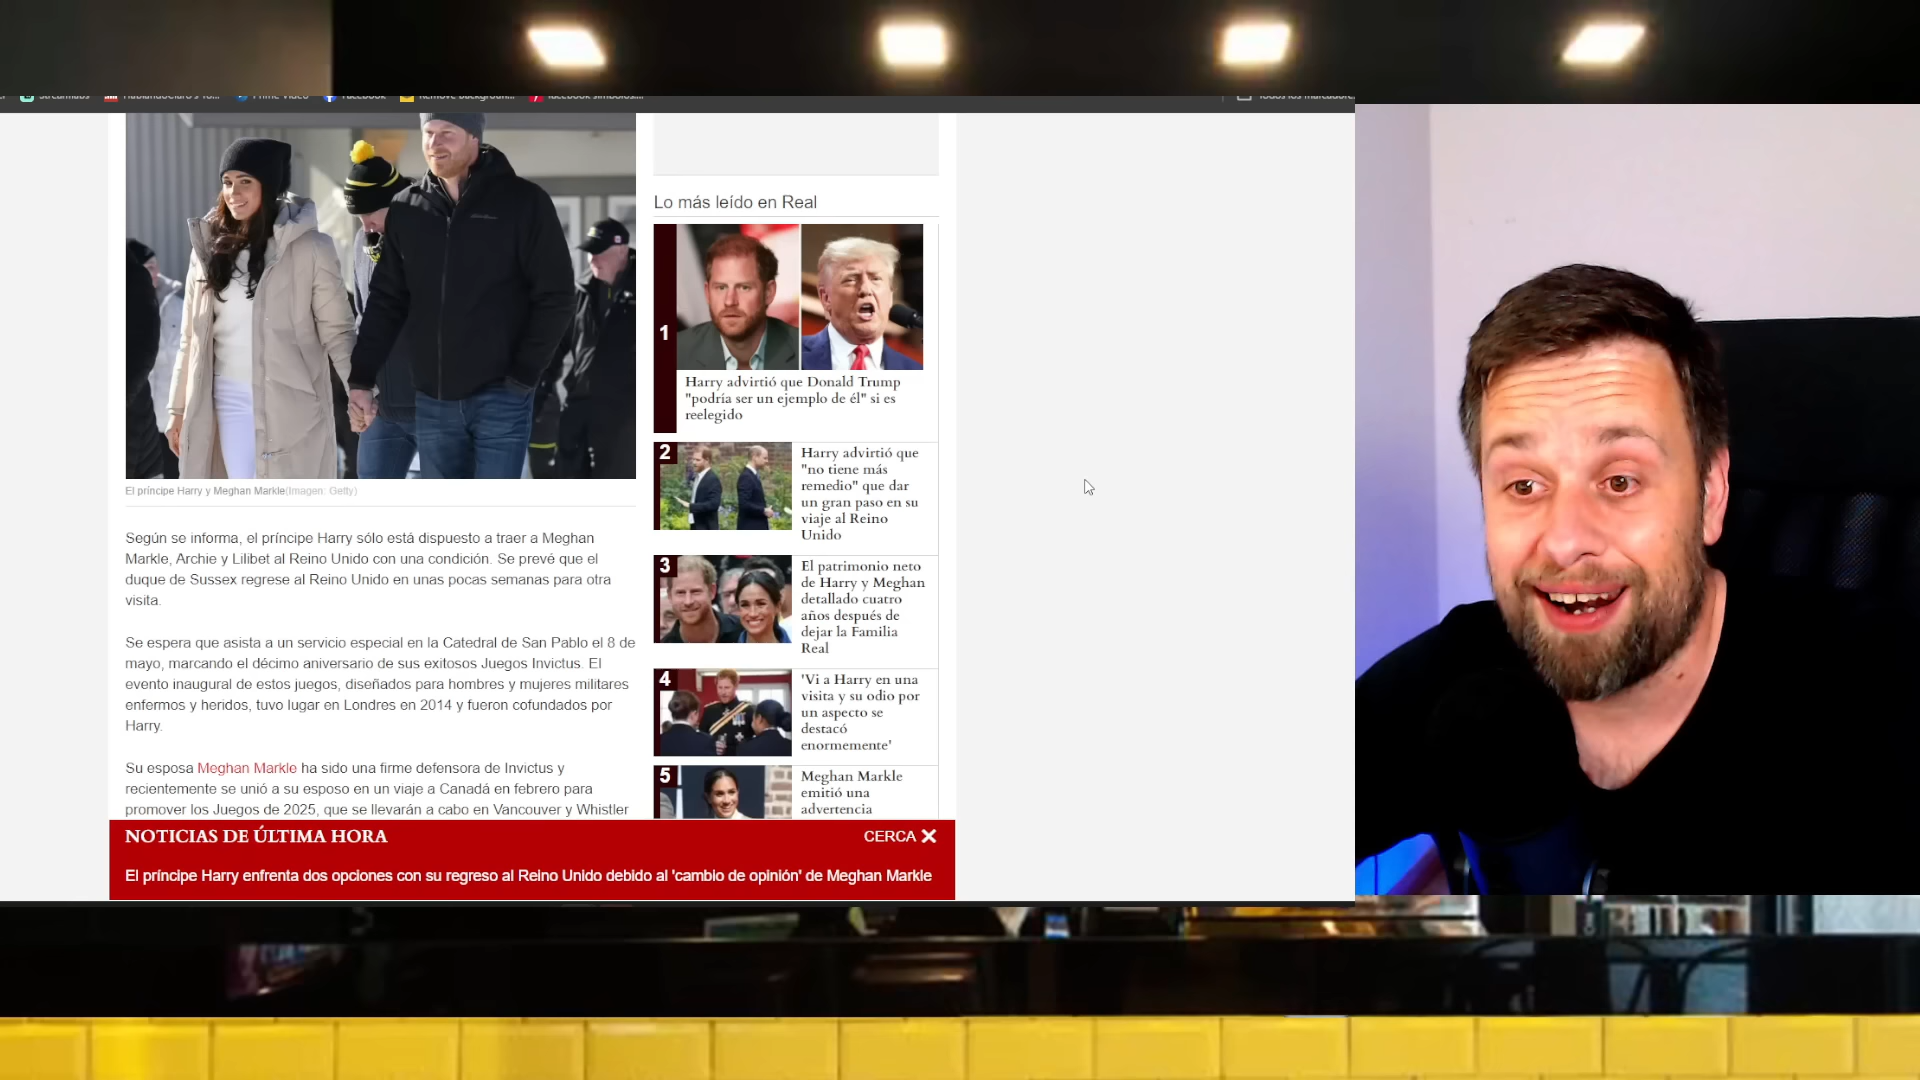 Lo más leído en Real
1
Harry advirtió que Donald Trump
"podría ser un ejemplo de él" si es
reelegido
2
Harry advirtió que
"no tiene más
remedio" que dar
un gran paso en su
viaje al Reino
Unido
3
El patrimonio neto
de Harry y Meghan
detallado cuatro
años después de
dejar la Familia
Real
4
'Vi a Harry en una
visita y su odio por
un aspecto se
destacó
enormemente'
5
Meghan Markle
emitió una
advertencia
El príncipe Harry y Meghan Markle(Imagen: Getty)
Según se informa, el príncipe Harry sólo está dispuesto a traer a Meghan
Markle, Archie y Lilibet al Reino Unido con una condición. Se prevé que el
duque de Sussex regrese al Reino Unido en unas pocas semanas para otra
visita.
Se espera que asista a un servicio especial en la Catedral de San Pablo el 8 de
mayo, marcando el décimo aniversario de sus exitosos Juegos Invictus. El
evento inaugural de estos juegos, diseñados para hombres y mujeres militares
enfermos y heridos, tuvo lugar en Londres en 2014 y fueron cofundados por
Harry.
Su esposa Meghan Markle ha sido una firme defensora de Invictus y
recientemente se unió a su esposo en un viaje a Canadá en febrero para
promover los Juegos de 2025, que se llevarán a cabo en Vancouver y Whistler
NOTICIAS DE ÚLTIMA HORA
CERCA X
El príncipe Harry enfrenta dos opciones con su regreso al Reino Unido debido al 'cambio de opinión' de Meghan Markle